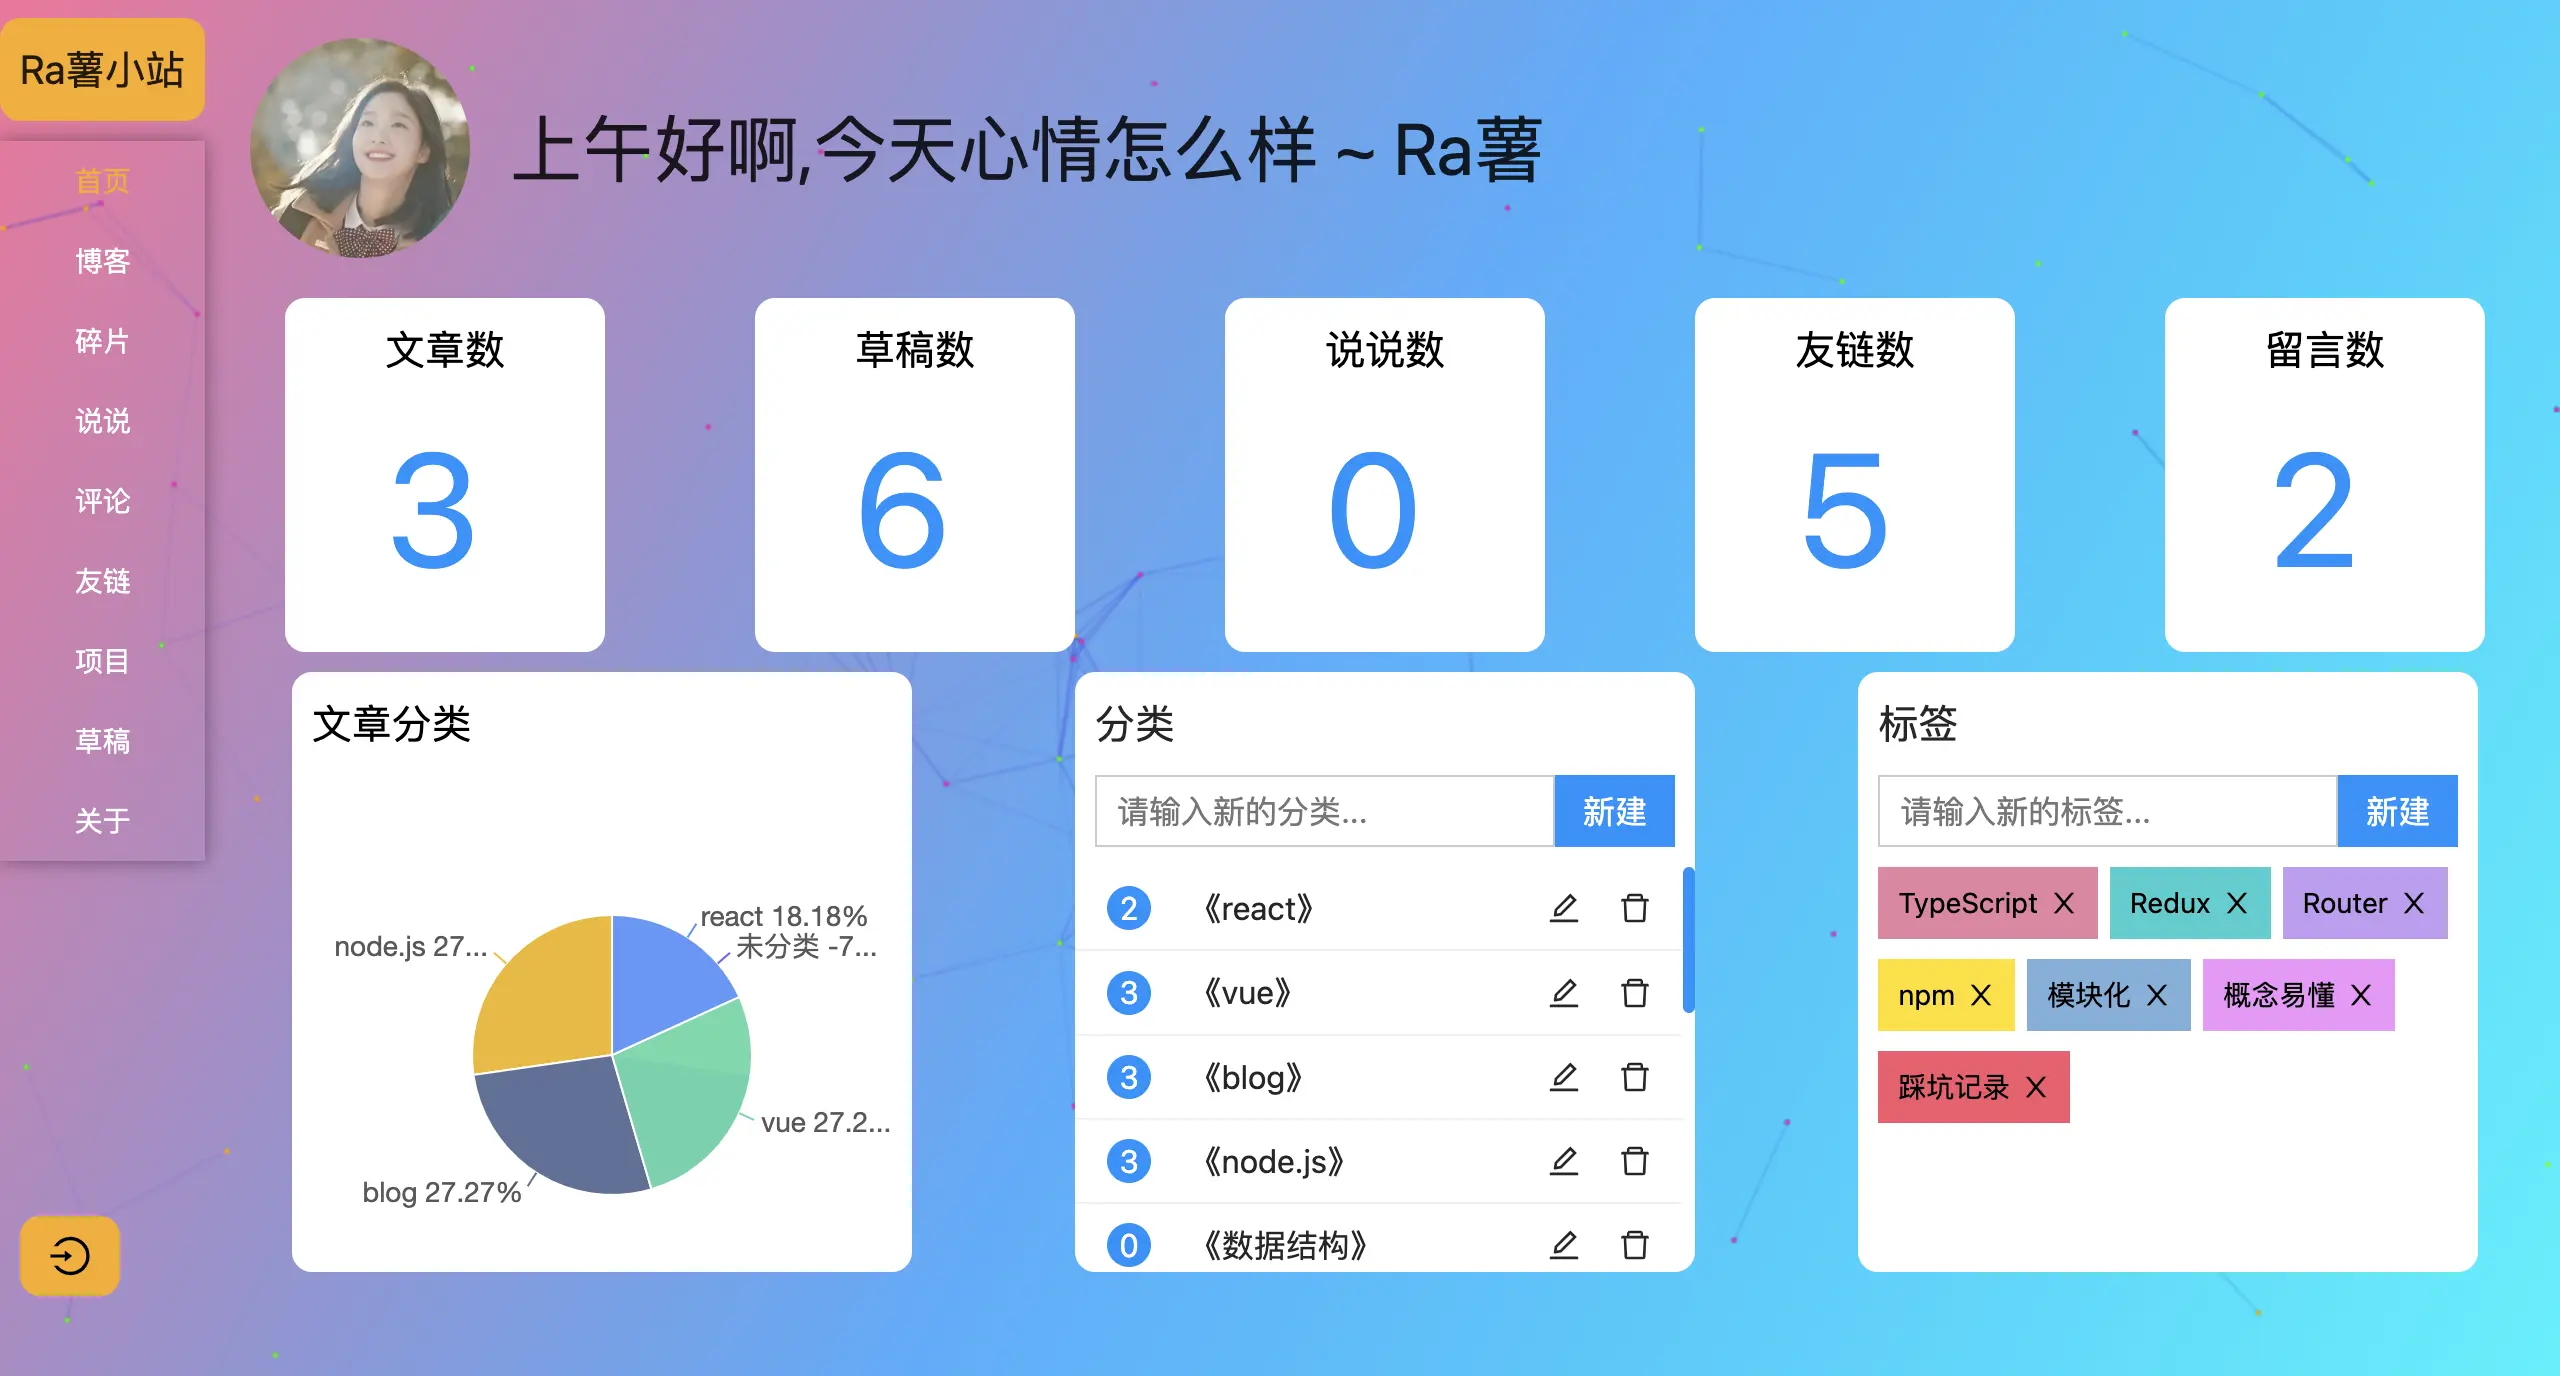 Ra薯小站
首页
博客
碎片
说说
评论
友链
项目
草稿
关于
上午好啊,今天心情怎么样 ~ Ra薯
文章数
3
草稿数
6
说说数
0
友链数
5
留言数
2
文章分类
react 18.18%
未分类 -7...
node.js 27...
vue 27.2...
blog 27.27%
分类
请输入新的分类... 新建
2 《react》
3 《vue》
3 《blog》
3 《node.js》
0 《数据结构》
标签
请输入新的标签... 新建
TypeScript X Redux X Router X
npm X 模块化 X 概念易懂 X
踩坑记录 X